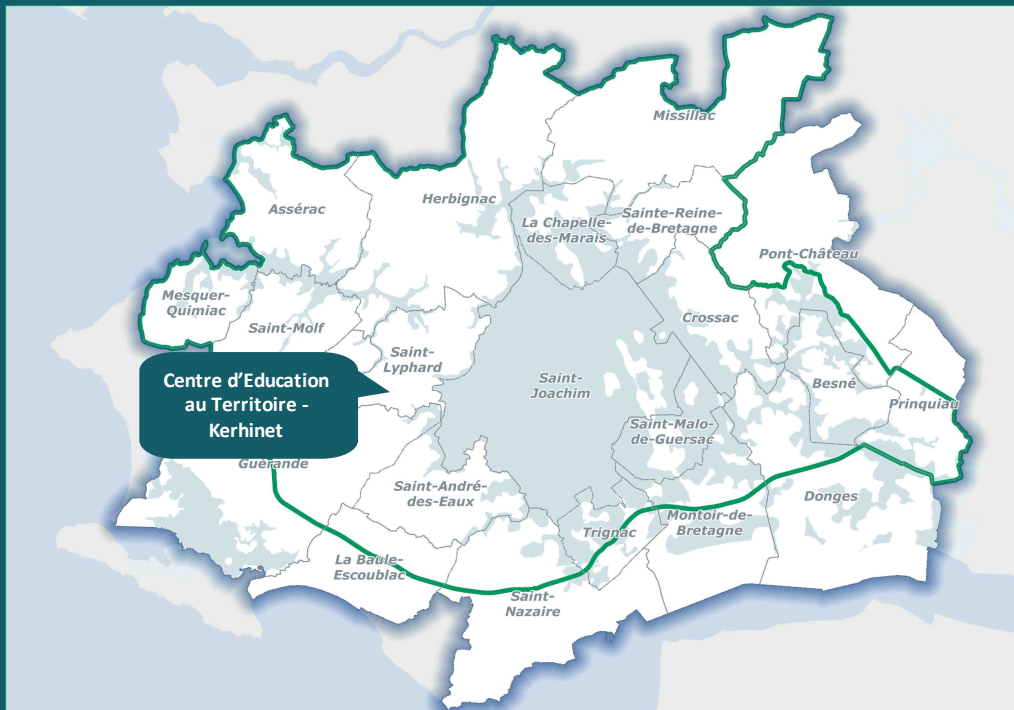 Missillac
Herbignac
Assérac
La Chapelle-
des-Marais
Sainte-Reine-
de-Bretagne
Pont-Château
Mesquer-
Quimiac
Saint-Molf
Crossac
Saint-
Lyphard
Centre d'Education
au Territoire -
Kerhinet
Saint-
Joachim
Besné
Prinquiau
Saint-Malo-
de-Guersac
Guérande
Saint-André-
des-Eaux
Donges
Montoir-de-
Bretagne
Trignac
La Baule-
Escoublac
Saint-
Nazaire